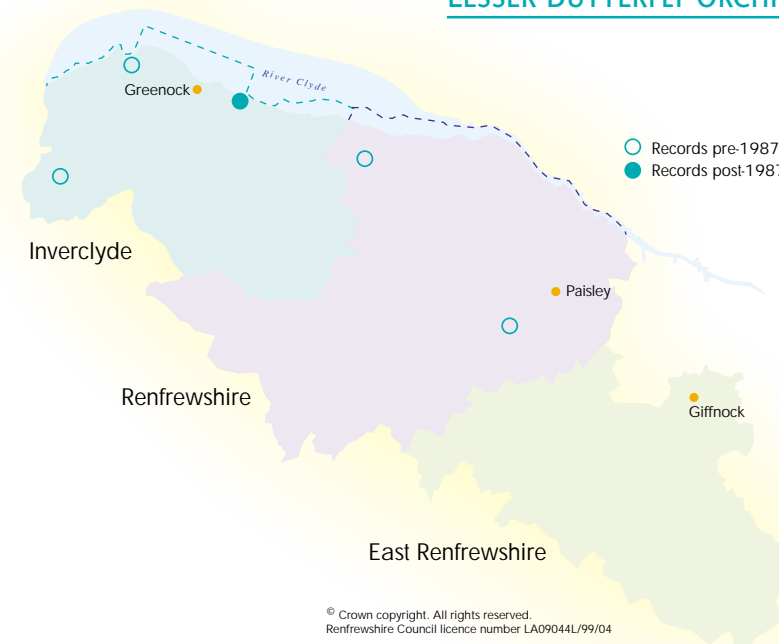 River Clyde
Greenock
Records pre-1987
Records post-1987
Inverclyde
Paisley
Renfrewshire
Giffnock
East Renfrewshire
© Crown copyright. All rights reserved.
Renfrewshire Council licence number LA09044L/99/04